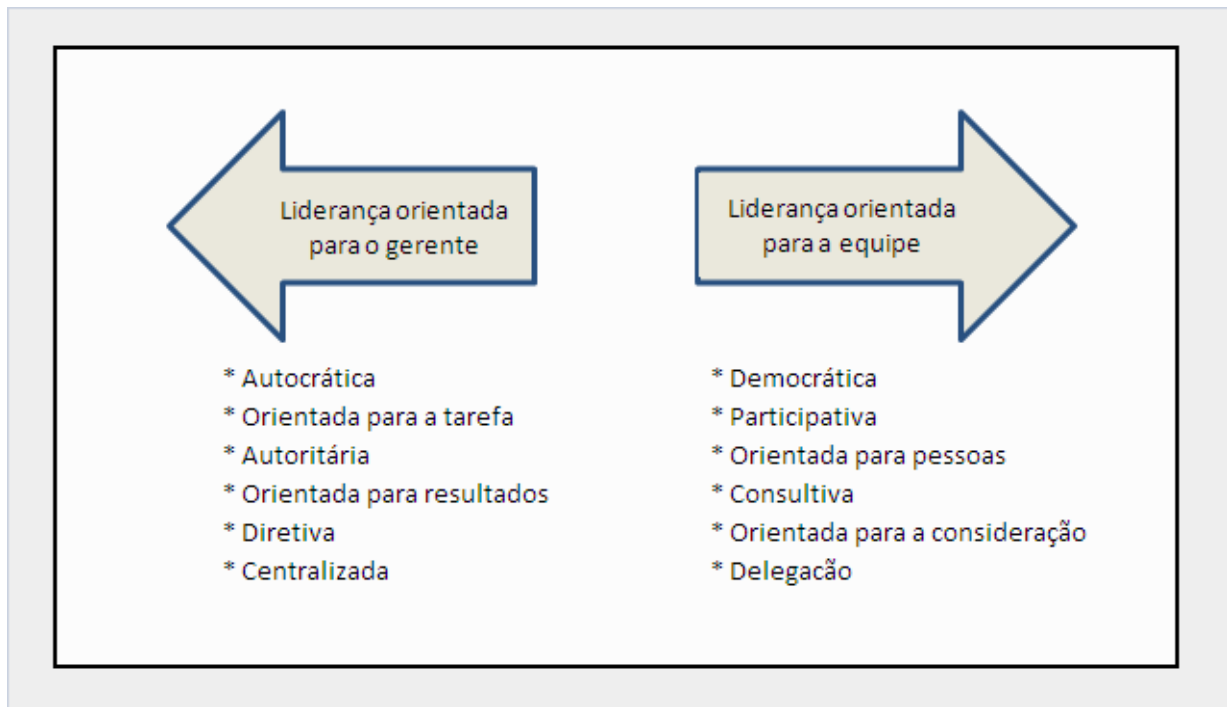 Liderança orientada
para o gerente
* Autocrática
* Orientada para a tarefa
* Autoritária
* Orientada para resultados
* Diretiva
* Centralizada
Liderança orientada
para a equipe
* Democrática
* Participativa
* Orientada para pessoas
* Consultiva
* Orientada para a consideração
* Delegacão